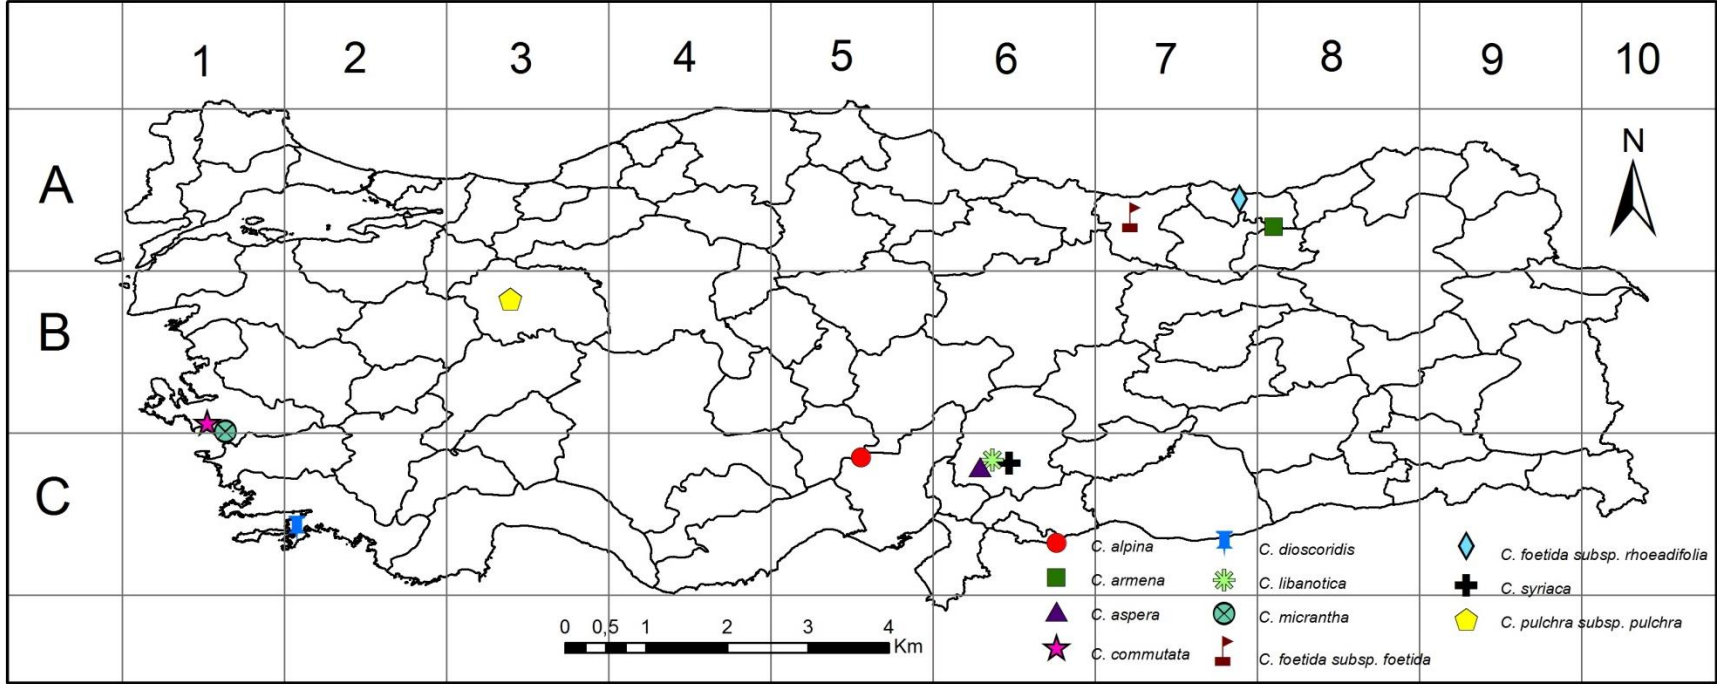 1 2 3 4 5 6 7 8 9 10
A
N
B
C
C. alpina C. dioscoridis C. foetida subsp. rhoeadifolia
C. armena C. libanotica C. syriaca
C. aspera C. micrantha C. pulchra subsp. pulchra
0 0,5 1 2 3 4
Km
C. commutata C. foetida subsp. foetida